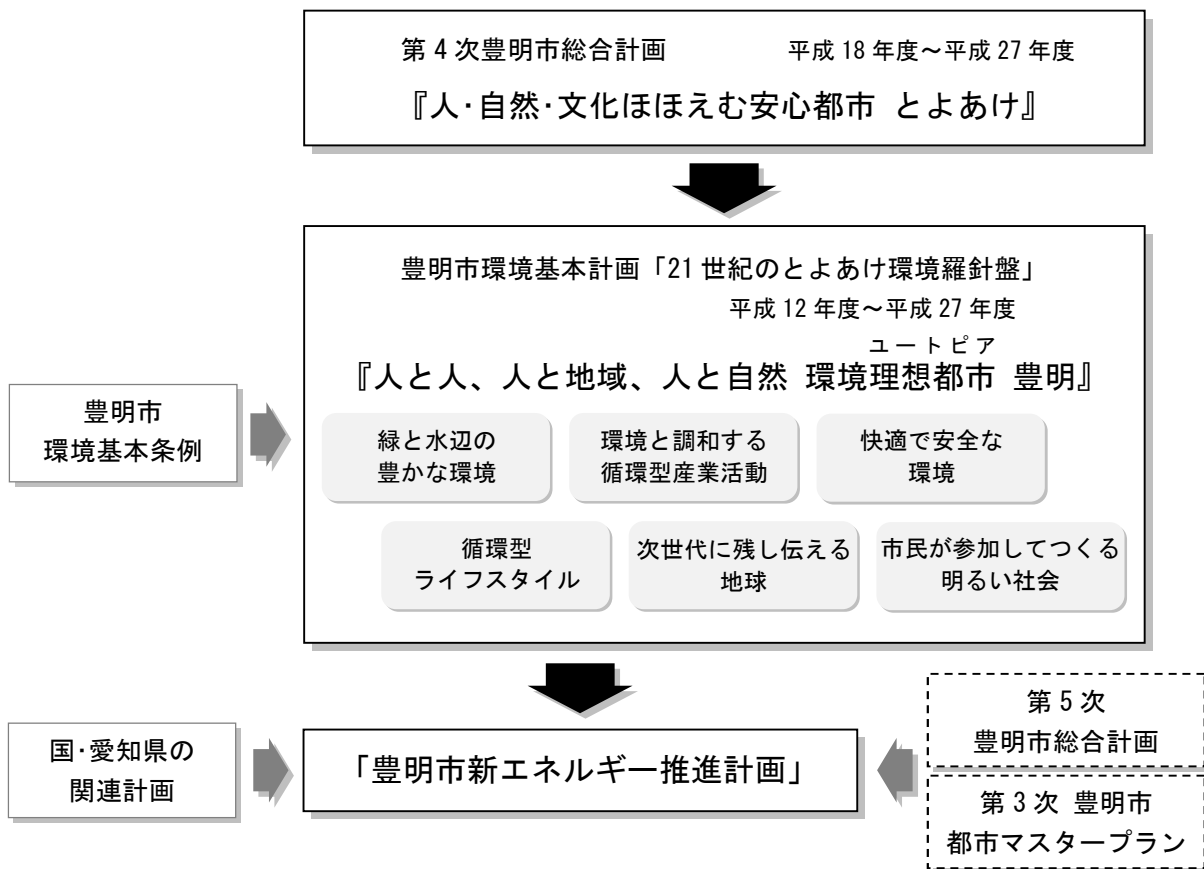 第4次豊明市総合計画 平成18年度～平成27年度
『人･自然･文化ほほえむ安心都市 とよあけ』
豊明市環境基本計画「21世紀のとよあけ環境羅針盤」
平成12年度～平成27年度
ユートピア
『人と人、人と地域、人と自然 環境理想都市 豊明』
豊明市
環境基本条例
緑と水辺の
豊かな環境
環境と調和する
循環型産業活動
快適で安全な
環境
循環型
ライフスタイル
次世代に残し伝える
地球
市民が参加してつくる
明るい社会
国･愛知県の
関連計画
「豊明市新エネルギー推進計画」
第5次
豊明市総合計画
第3次 豊明市
都市マスタープラン